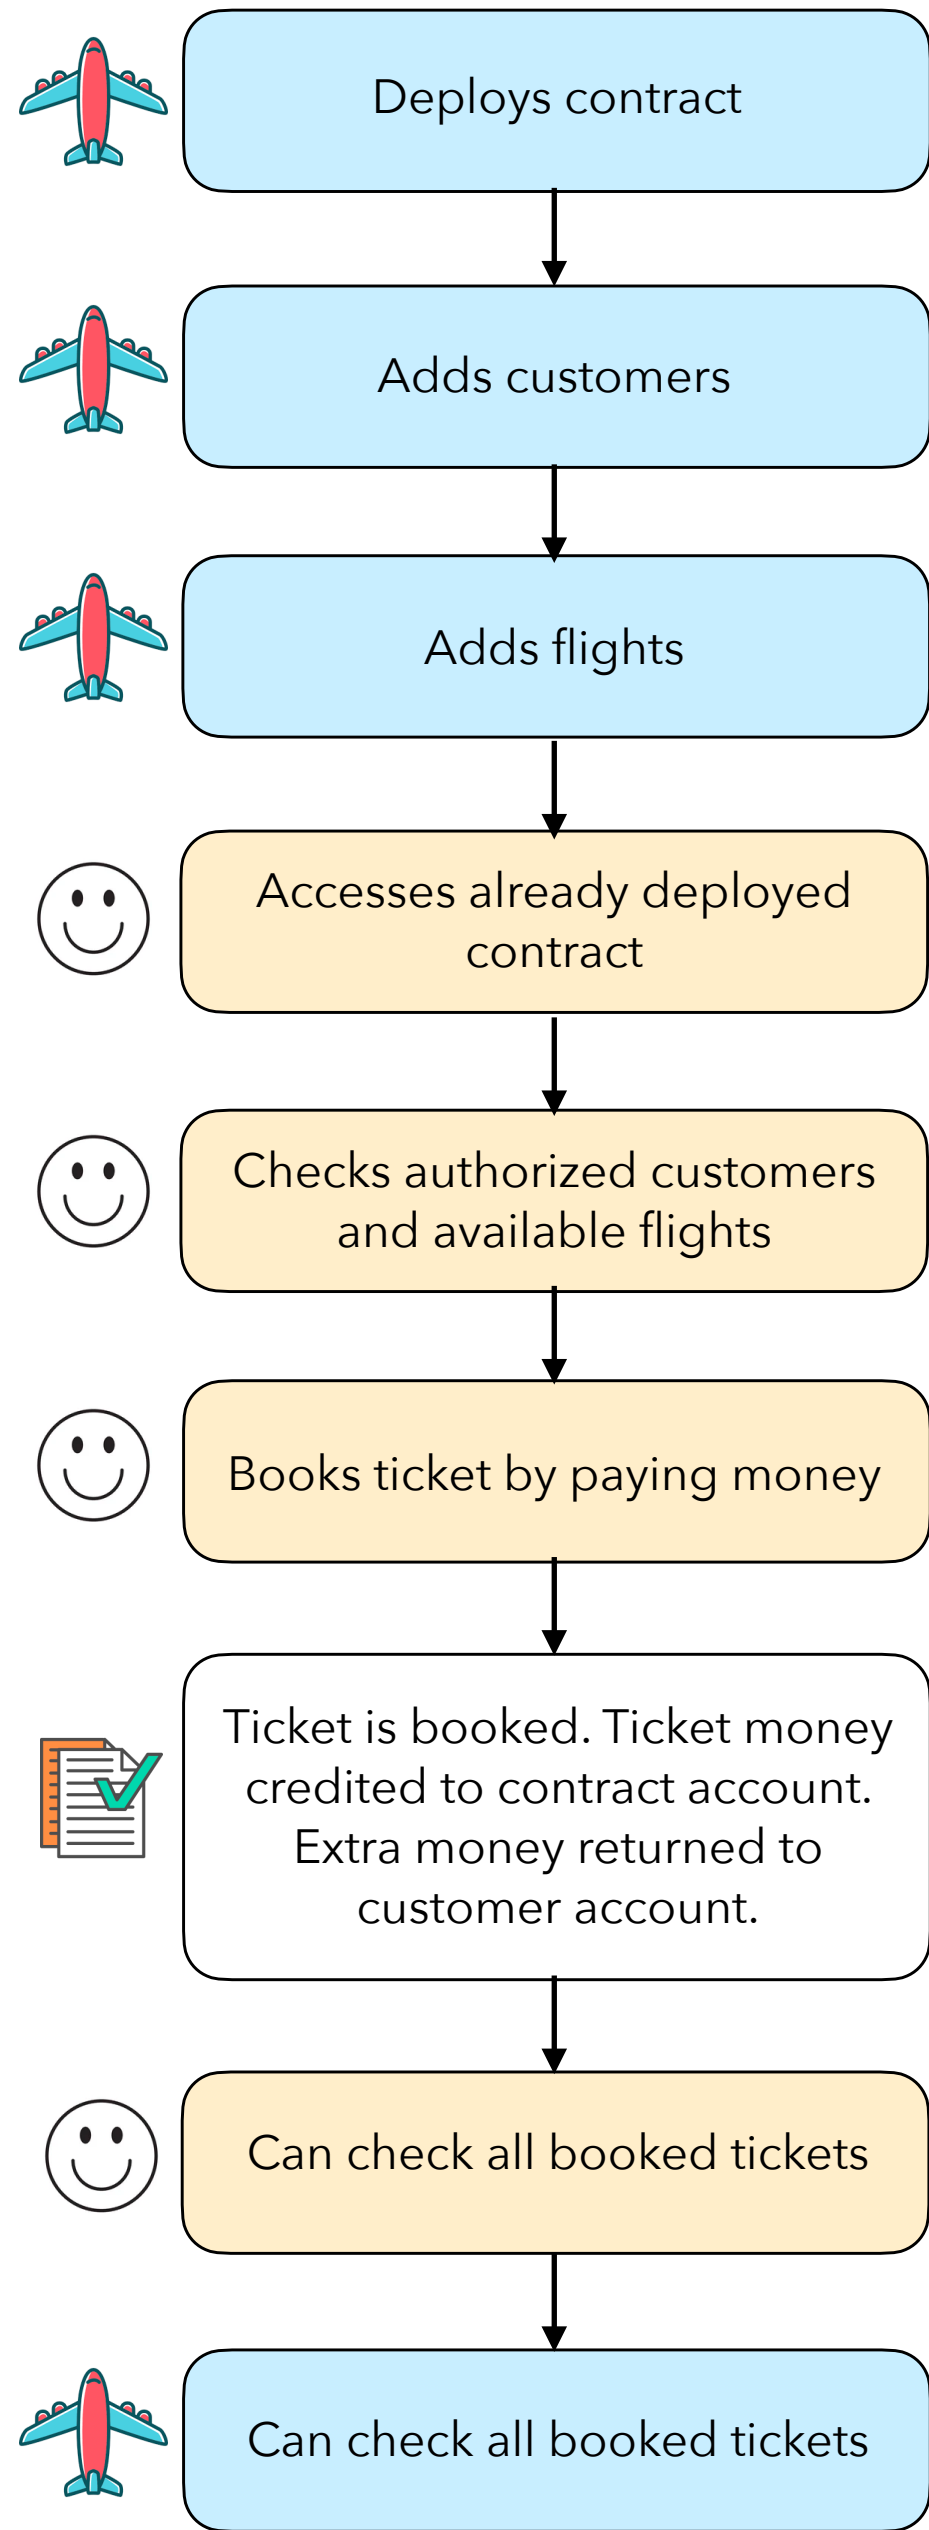 Deploys contract
Adds customers
Adds flights
Accesses already deployed
contract
Checks authorized customers
and available flights
Books ticket by paying money
Ticket is booked. Ticket money
credited to contract account.
Extra money returned to
customer account.
Can check all booked tickets
Can check all booked tickets